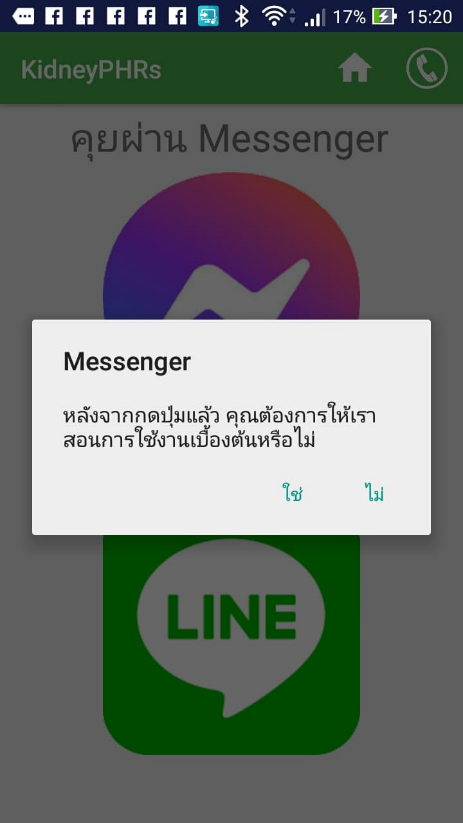 17% 15:20
KidneyPHRs
คุยผ่าน Messenger
Messenger
หลังจากกดปุ่มแล้ว คุณต้องการให้เรา
สอนการใช้งานเบื้องต้นหรือไม่
ใช่ ไม่
LINE